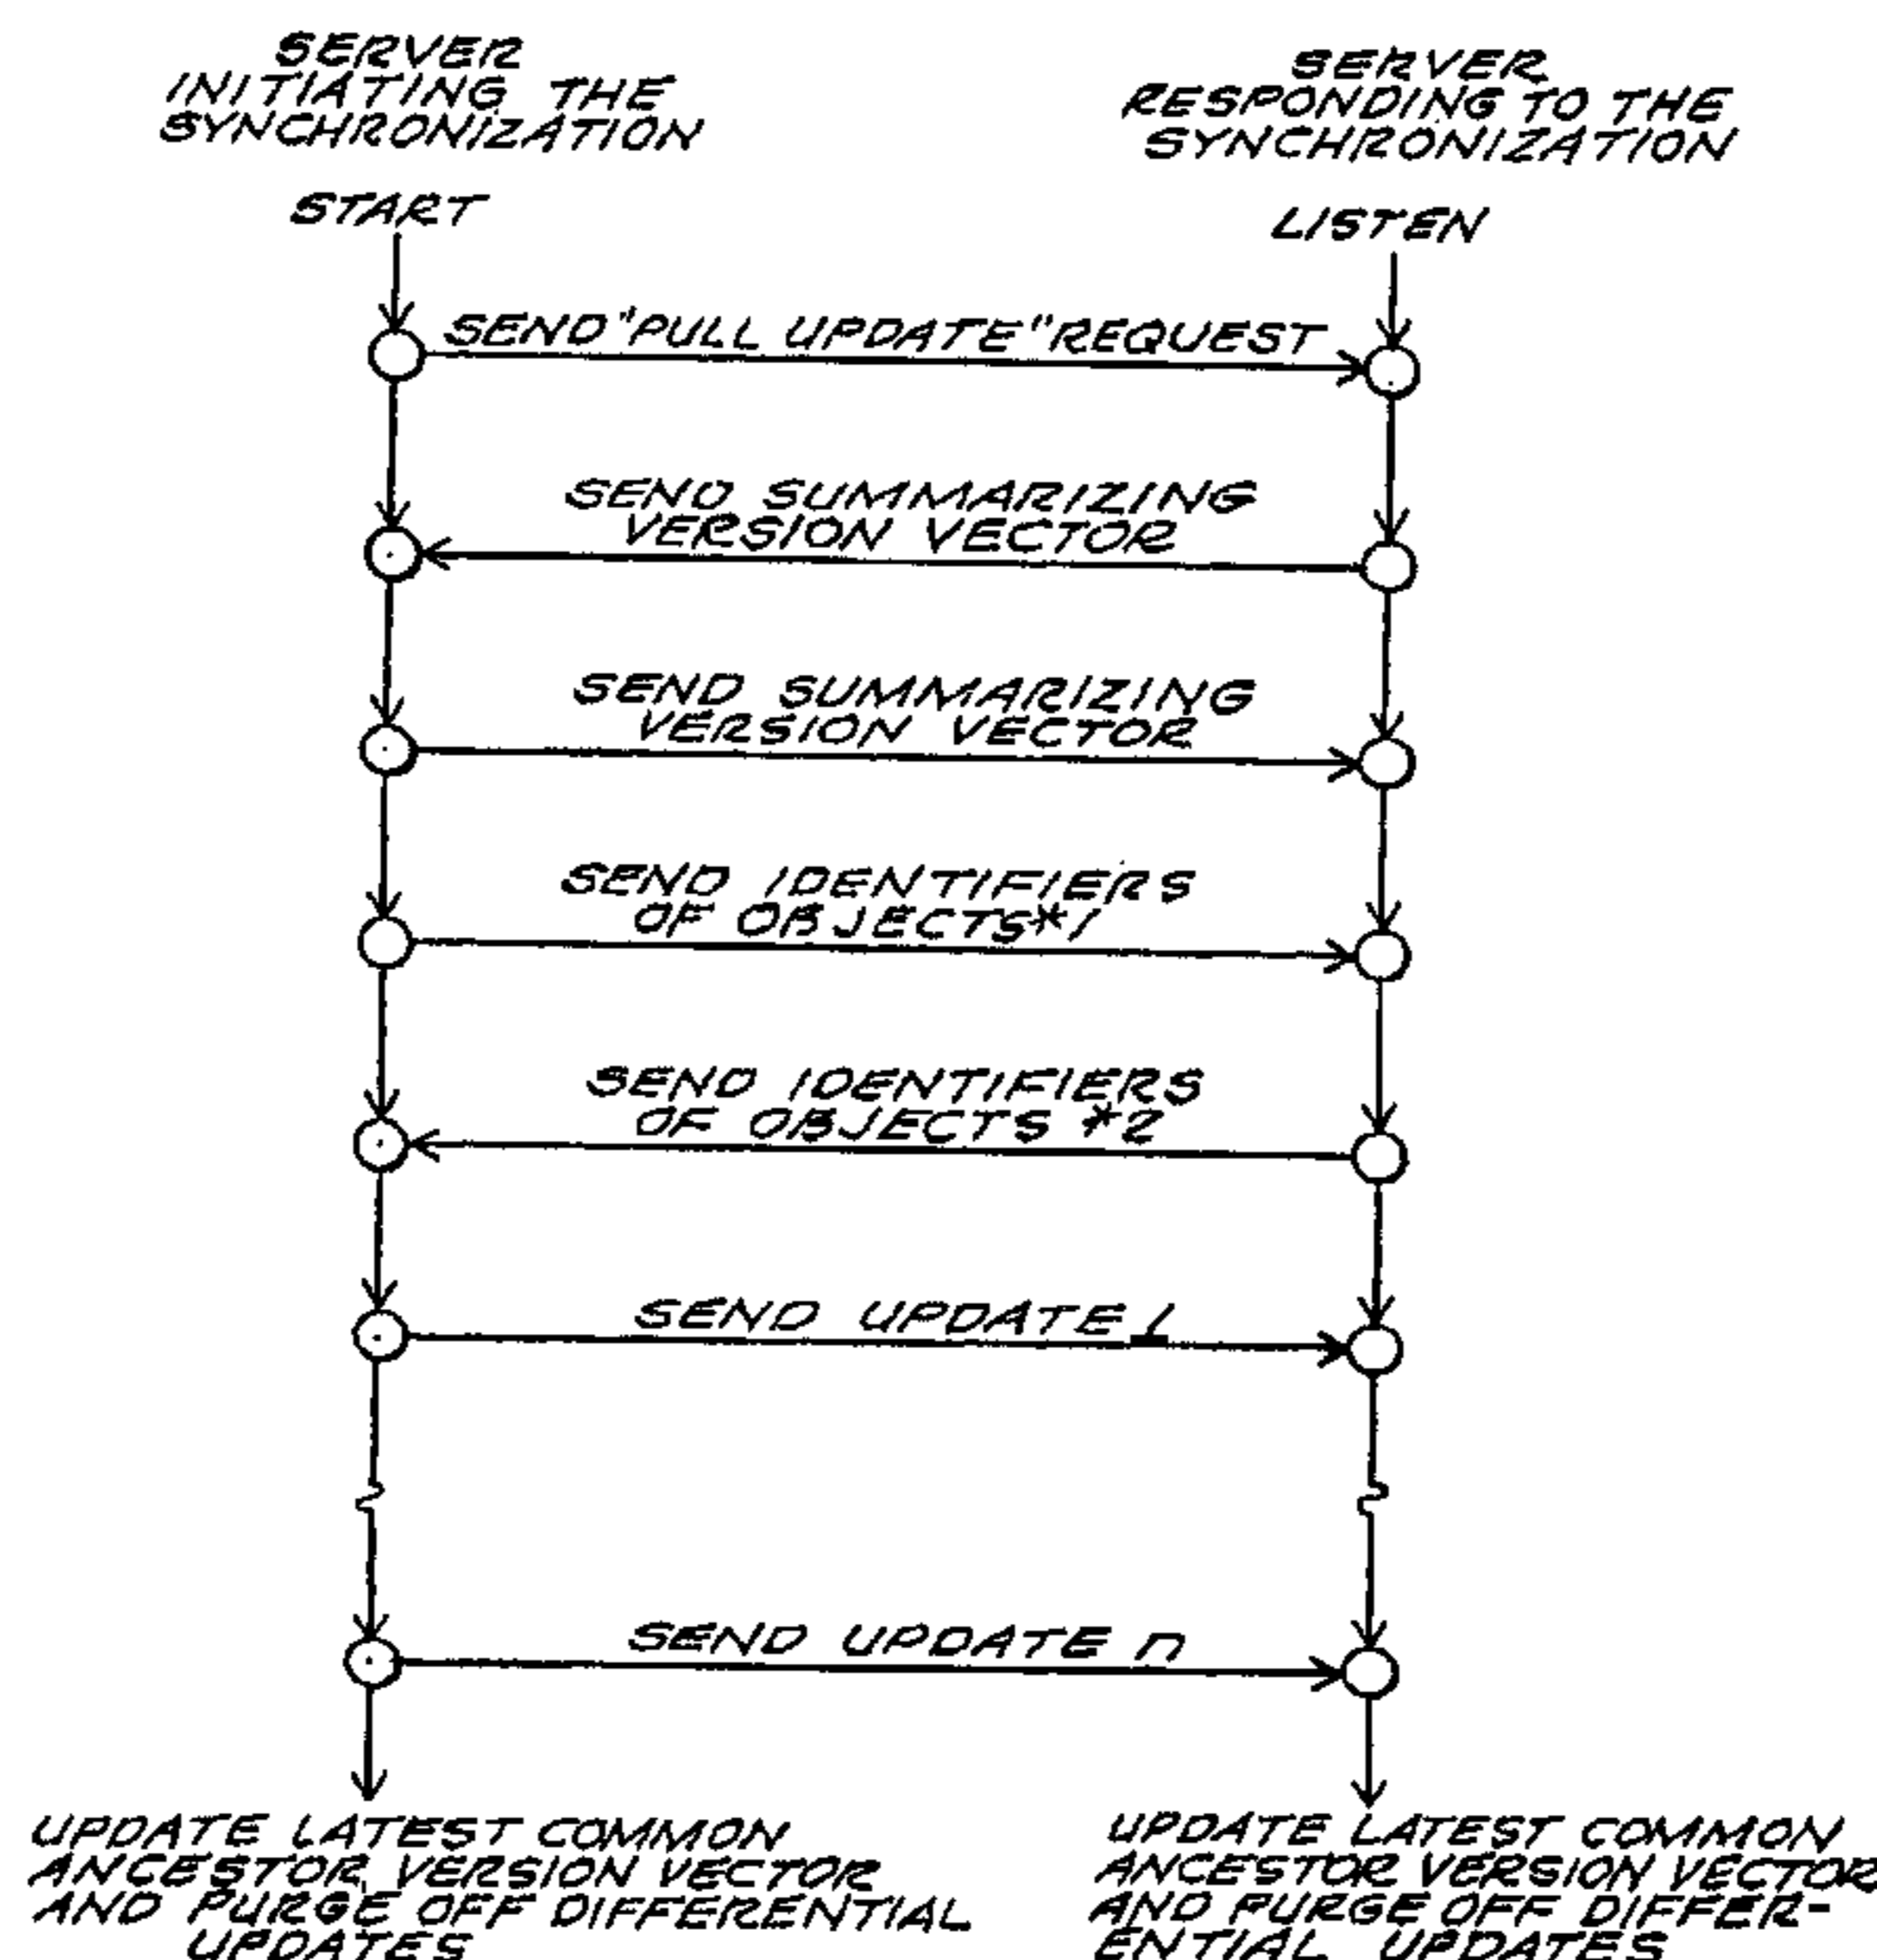 SERVER
INITIATING THE
SYNCHRONIZATION
SERVER
RESPONDING TO THE
SYNCHRONIZATION
START
LISTEN
SEND "PULL UPDATE" REQUEST
SEND SUMMARIZING
VERSION VECTOR
SEND SUMMARIZING
VERSION VECTOR
SEND IDENTIFIERS
OF OBJECTS*1
SEND IDENTIFIERS
OF OBJECTS *2
SEND UPDATE 1
SEND UPDATE n
UPDATE LATEST COMMON
ANCESTOR VERSION VECTOR
AND PURGE OFF DIFFERENTIAL
UPDATES
UPDATE LATEST COMMON
ANCESTOR VERSION VECTOR
AND PURGE OFF DIFFER-
ENTIAL UPDATES